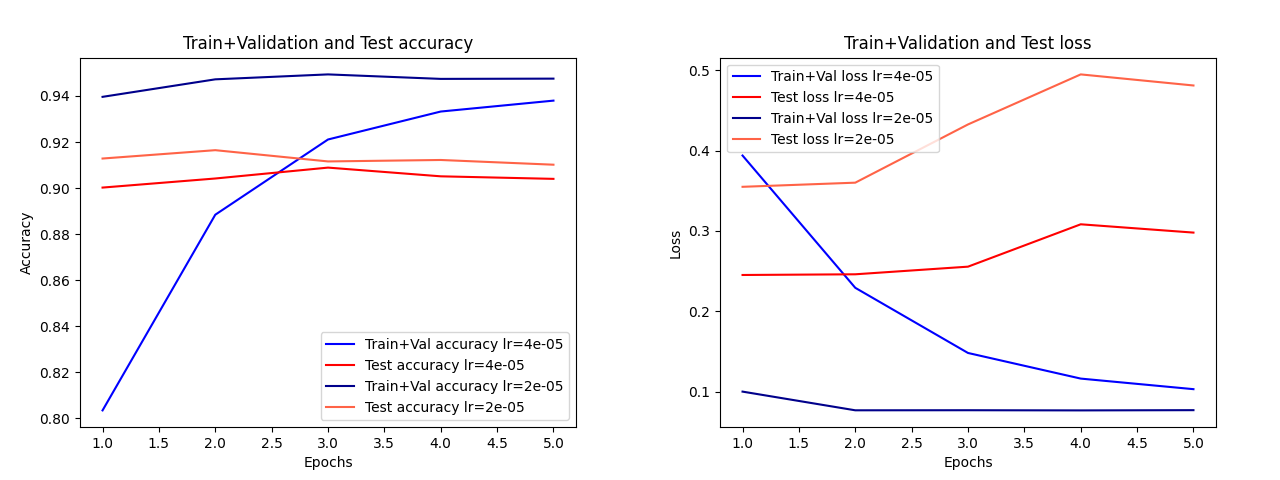 Train+Validation and Test accuracy
Accuracy
0.94
0.92
0.90
0.88
0.86
0.84
0.82
0.80
Train+Val accuracy lr=4e-05
Test accuracy lr=4e-05
Train+Val accuracy lr=2e-05
Test accuracy lr=2e-05
1.0 1.5 2.0 2.5 3.0 3.5 4.0 4.5 5.0
Epochs
Train+Validation and Test loss
Loss
0.5
0.4
0.3
0.2
0.1
Train+Val loss lr=4e-05
Test loss lr=4e-05
Train+Val loss lr=2e-05
Test loss lr=2e-05
1.0 1.5 2.0 2.5 3.0 3.5 4.0 4.5 5.0
Epochs